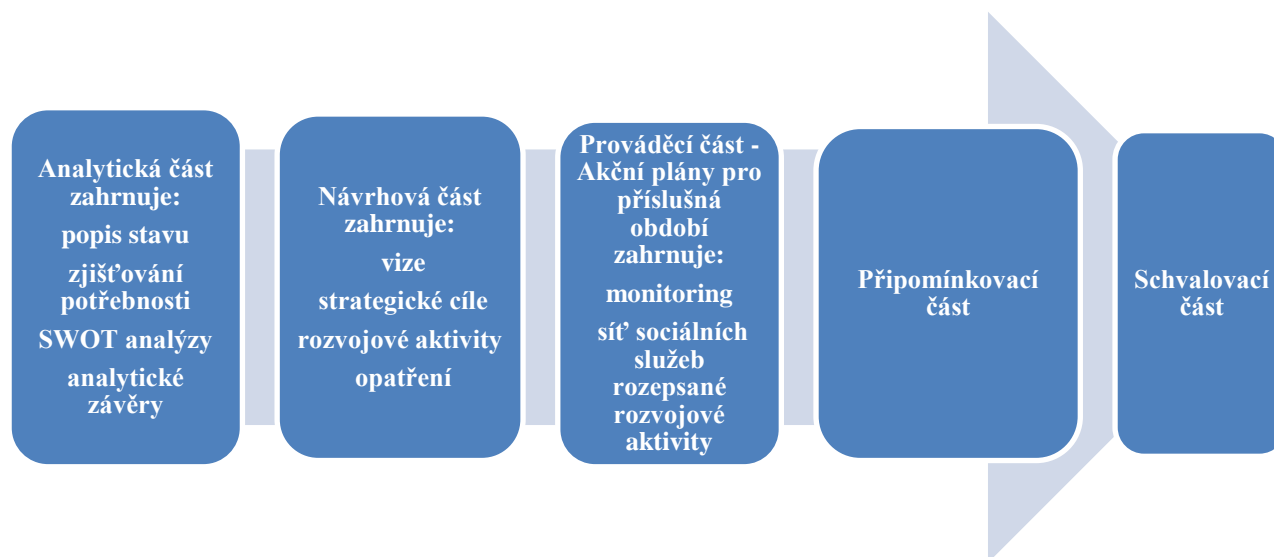 Analytická část
zahrnuje:
popis stavu
zjišťování
potřebnosti
SWOT analýzy
analytické
závěry
Návrhová část
zahrnuje:
vize
strategické cíle
rozvojové aktivity
opatření
Prováděcí část -
Akční plány pro
příslušná
období
zahrnuje:
monitoring
síť sociálních
služeb
rozepsané
rozvojové
aktivity
Připomínkovací
část
Schvalovací
část